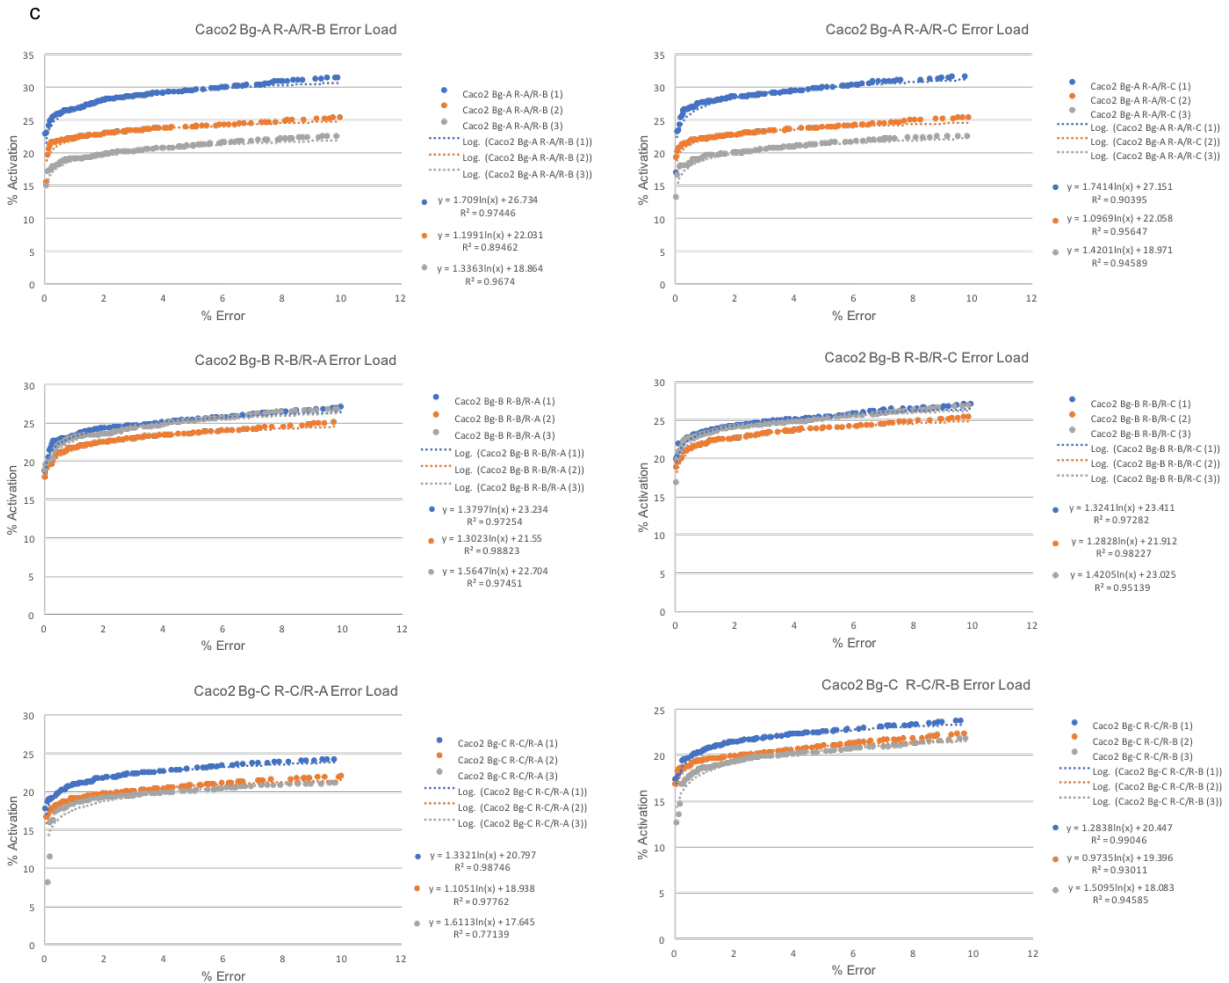 C
Caco2 Bg-A R-A/R-B Error Load
% Activation
35
30
25
20
15
10
5
0
0 2 4 6 8 10 12
% Error
Caco2 Bg-A R-A/R-B (1)
Caco2 Bg-A R-A/R-B (2)
Caco2 Bg-A R-A/R-B (3)
Log. (Caco2 Bg-A R-A/R-B (1))
Log. (Caco2 Bg-A R-A/R-B (2))
Log. (Caco2 Bg-A R-A/R-B (3))
y = 1.709ln(x) + 26.734
R² = 0.97446
y = 1.1991ln(x) + 22.031
R² = 0.89462
y = 1.3363ln(x) + 18.864
R² = 0.9674
Caco2 Bg-A R-A/R-C Error Load
% Activation
35
30
25
20
15
10
5
0
0 2 4 6 8 10 12
% Error
Caco2 Bg-A R-A/R-C (1)
Caco2 Bg-A R-A/R-C (2)
Caco2 Bg-A R-A/R-C (3)
Log. (Caco2 Bg-A R-A/R-C (1))
Log. (Caco2 Bg-A R-A/R-C (2))
Log. (Caco2 Bg-A R-A/R-C (3))
y = 1.7414ln(x) + 27.151
R² = 0.90395
y = 1.0969ln(x) + 22.058
R² = 0.95647
y = 1.4201ln(x) + 18.971
R² = 0.94589
Caco2 Bg-B R-B/R-A Error Load
% Activation
30
25
20
15
10
5
0
0 2 4 6 8 10 12
% Error
Caco2 Bg-B R-B/R-A (1)
Caco2 Bg-B R-B/R-A (2)
Caco2 Bg-B R-B/R-A (3)
Log. (Caco2 Bg-B R-B/R-A (1))
Log. (Caco2 Bg-B R-B/R-A (2))
Log. (Caco2 Bg-B R-B/R-A (3))
y = 1.3797ln(x) + 23.234
R² = 0.97254
y = 1.3023ln(x) + 21.55
R² = 0.98823
y = 1.5647ln(x) + 22.704
R² = 0.97451
Caco2 Bg-B R-B/R-C Error Load
% Activation
30
25
20
15
10
5
0
0 2 4 6 8 10 12
% Error
Caco2 Bg-B R-B/R-C (1)
Caco2 Bg-B R-B/R-C (2)
Caco2 Bg-B R-B/R-C (3)
Log. (Caco2 Bg-B R-B/R-C (1))
Log. (Caco2 Bg-B R-B/R-C (2))
Log. (Caco2 Bg-B R-B/R-C (3))
y = 1.3241ln(x) + 23.411
R² = 0.97282
y = 1.2828ln(x) + 21.912
R² = 0.98227
y = 1.4205ln(x) + 23.025
R² = 0.95139
Caco2 Bg-C R-C/R-A Error Load
% Activation
30
25
20
15
10
5
0
0 2 4 6 8 10 12
% Error
Caco2 Bg-C R-C/R-A (1)
Caco2 Bg-C R-C/R-A (2)
Caco2 Bg-C R-C/R-A (3)
Log. (Caco2 Bg-C R-C/R-A (1))
Log. (Caco2 Bg-C R-C/R-A (2))
Log. (Caco2 Bg-C R-C/R-A (3))
y = 1.3321ln(x) + 20.797
R² = 0.98746
y = 1.1051ln(x) + 18.938
R² = 0.97762
y = 1.6113ln(x) + 17.645
R² = 0.77139
Caco2 Bg-C R-C/R-B Error Load
% Activation
25
20
15
10
5
0
0 2 4 6 8 10 12
% Error
Caco2 Bg-C R-C/R-B (1)
Caco2 Bg-C R-C/R-B (2)
Caco2 Bg-C R-C/R-B (3)
Log. (Caco2 Bg-C R-C/R-B (1))
Log. (Caco2 Bg-C R-C/R-B (2))
Log. (Caco2 Bg-C R-C/R-B (3))
y = 1.2838ln(x) + 20.447
R² = 0.99046
y = 0.9735ln(x) + 19.396
R² = 0.93011
y = 1.5095ln(x) + 18.083
R² = 0.94585